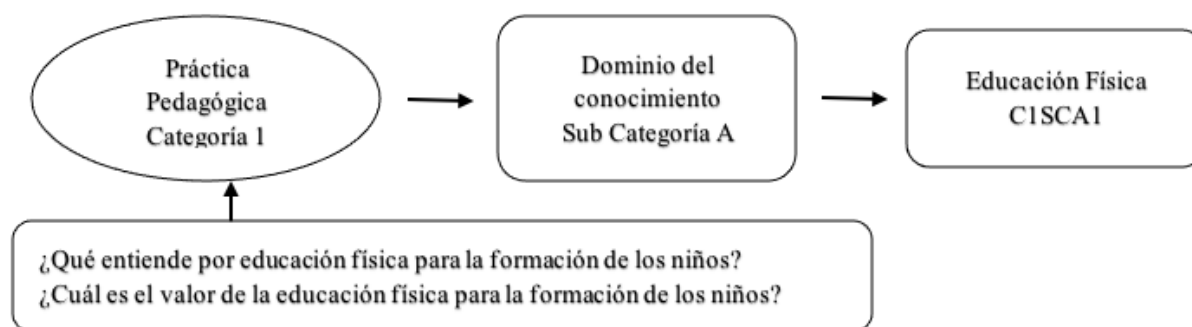 Práctica
Pedagógica
Categoría 1
Dominio del
conocimiento
Sub Categoría A
Educación Física
C1SCA1
¿Qué entiende por educación física para la formación de los niños?
¿Cuál es el valor de la educación física para la formación de los niños?